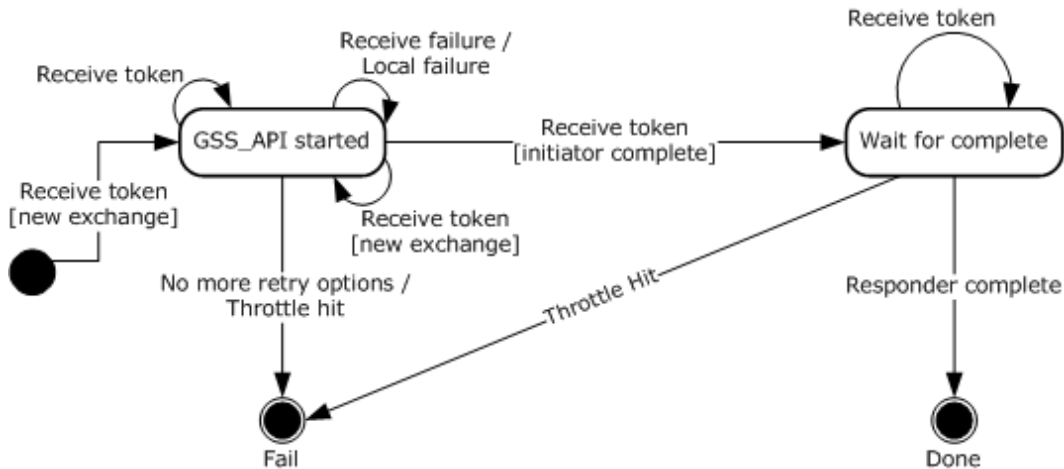 Receive token
Receive failure /
Local failure
Receive token
GSS_API started
Receive token
[initiator complete]
Wait for complete
Receive token
[new exchange]
Receive token
[new exchange]
No more retry options /
Throttle hit
Throttle Hit
Responder complete
Fail
Done